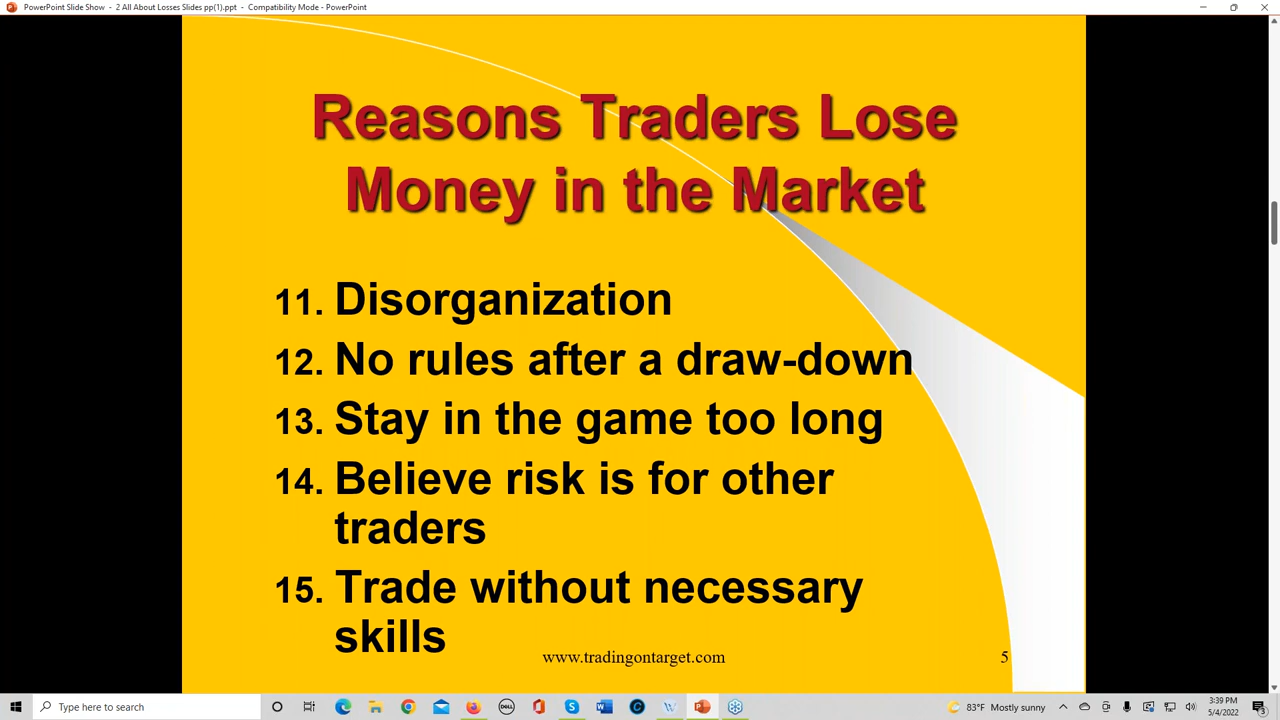 PowerPoint Slide Show - 2 All About Losses Slides pp(1).ppt - Compatibility Mode - PowerPoint
Reasons Traders Lose
Money in the Market
11. Disorganization
12. No rules after a draw-down
13. Stay in the game too long
14. Believe risk is for other
traders
15. Trade without necessary
skills
www.tradingontarget.com
5
Type here to search
DELL
83°F Mostly sunny
3:39 PM
5/4/2022
3